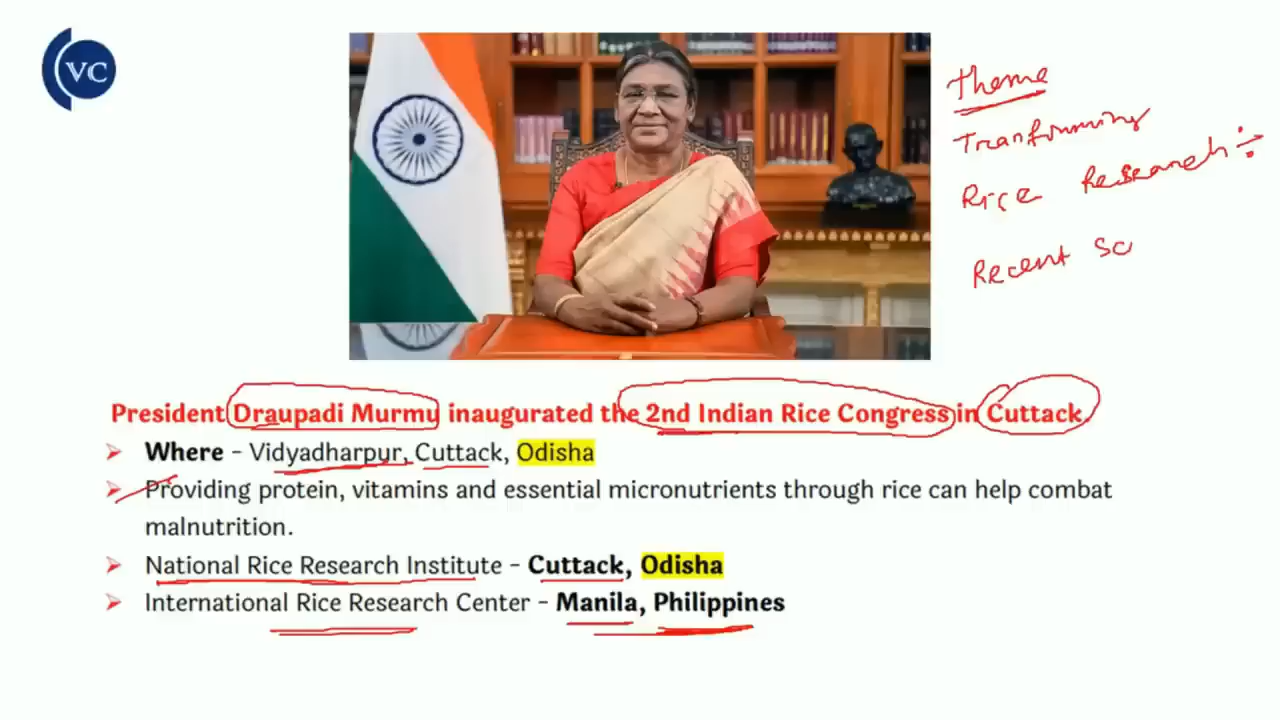 VC
Theme
Tranforming
Rice Research ÷
Recent Sc
President Draupadi Murmu inaugurated the 2nd Indian Rice Congress in Cuttack.
➤ Where – Vidyadharpur, Cuttack, Odisha
➤ Providing protein, vitamins and essential micronutrients through rice can help combat
malnutrition.
➤ National Rice Research Institute – Cuttack, Odisha
➤ International Rice Research Center – Manila, Philippines